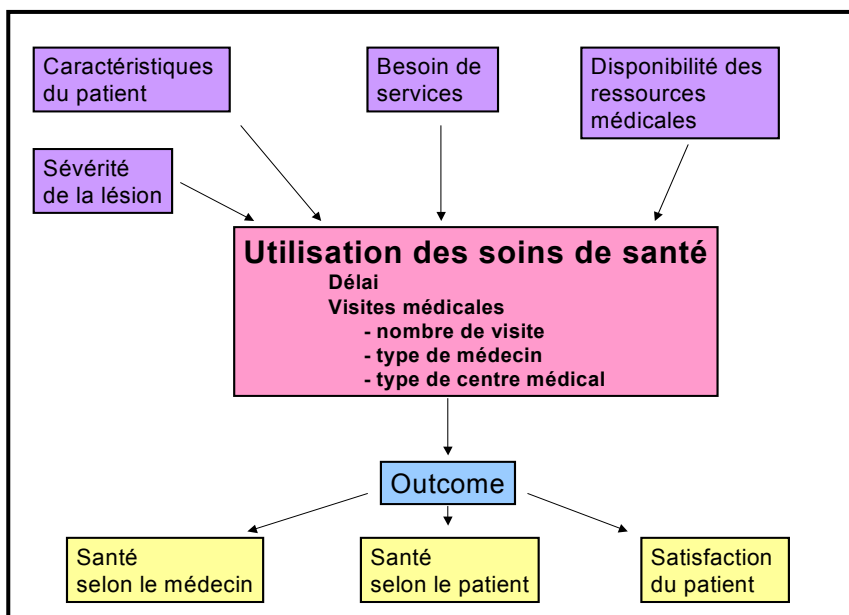 Caractéristiques
du patient
Besoin de
services
Disponibilité des
ressources
médicales
Sévérité
de la lésion
Utilisation des soins de santé
Délai
Visites médicales
- nombre de visite
- type de médecin
- type de centre médical
Outcome
Santé
selon le médecin
Santé
selon le patient
Satisfaction
du patient